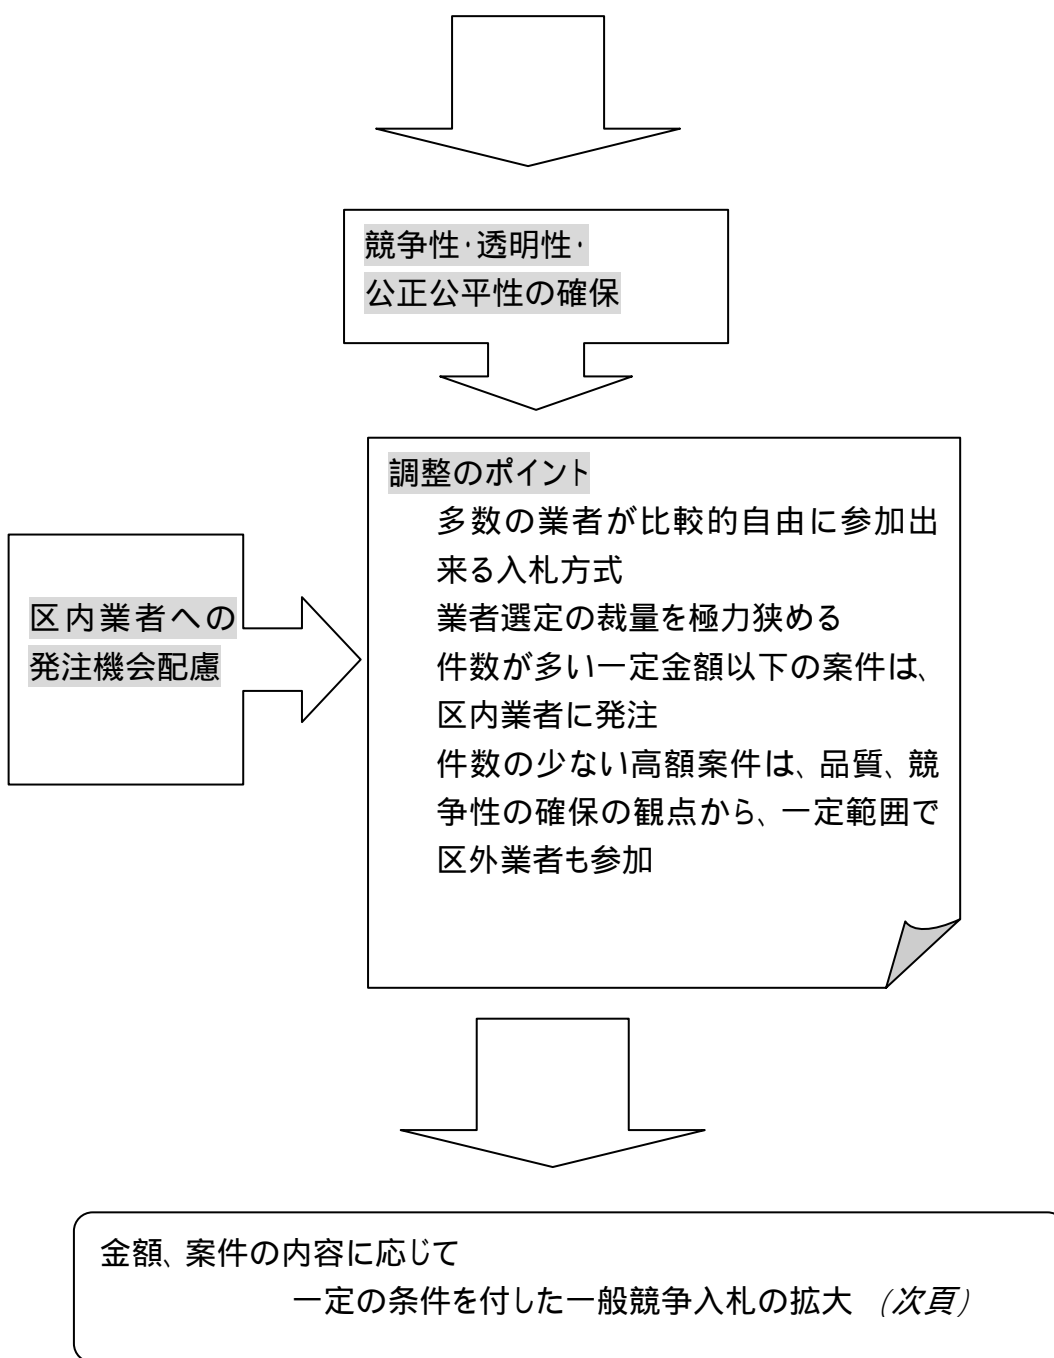 競争性・透明性・
公正公平性の確保
調整のポイント
多数の業者が比較的自由に参加出
来る入札方式
業者選定の裁量を極力狭める
件数が多い一定金額以下の案件は、
区内業者に発注
件数の少ない高額案件は、品質、競
争性の確保の観点から、一定範囲で
区外業者も参加
区内業者への
発注機会配慮
金額、案件の内容に応じて
一定の条件を付した一般競争入札の拡大 (次頁)